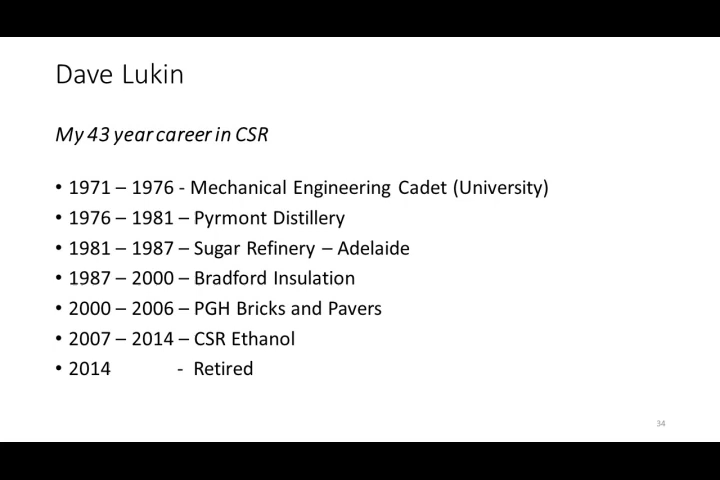 Dave Lukin
My 43 year career in CSR
• 1971 – 1976 - Mechanical Engineering Cadet (University)
• 1976 – 1981 – Pyrmont Distillery
• 1981 – 1987 – Sugar Refinery – Adelaide
• 1987 – 2000 – Bradford Insulation
• 2000 – 2006 – PGH Bricks and Pavers
• 2007 – 2014 – CSR Ethanol
• 2014 - Retired
34